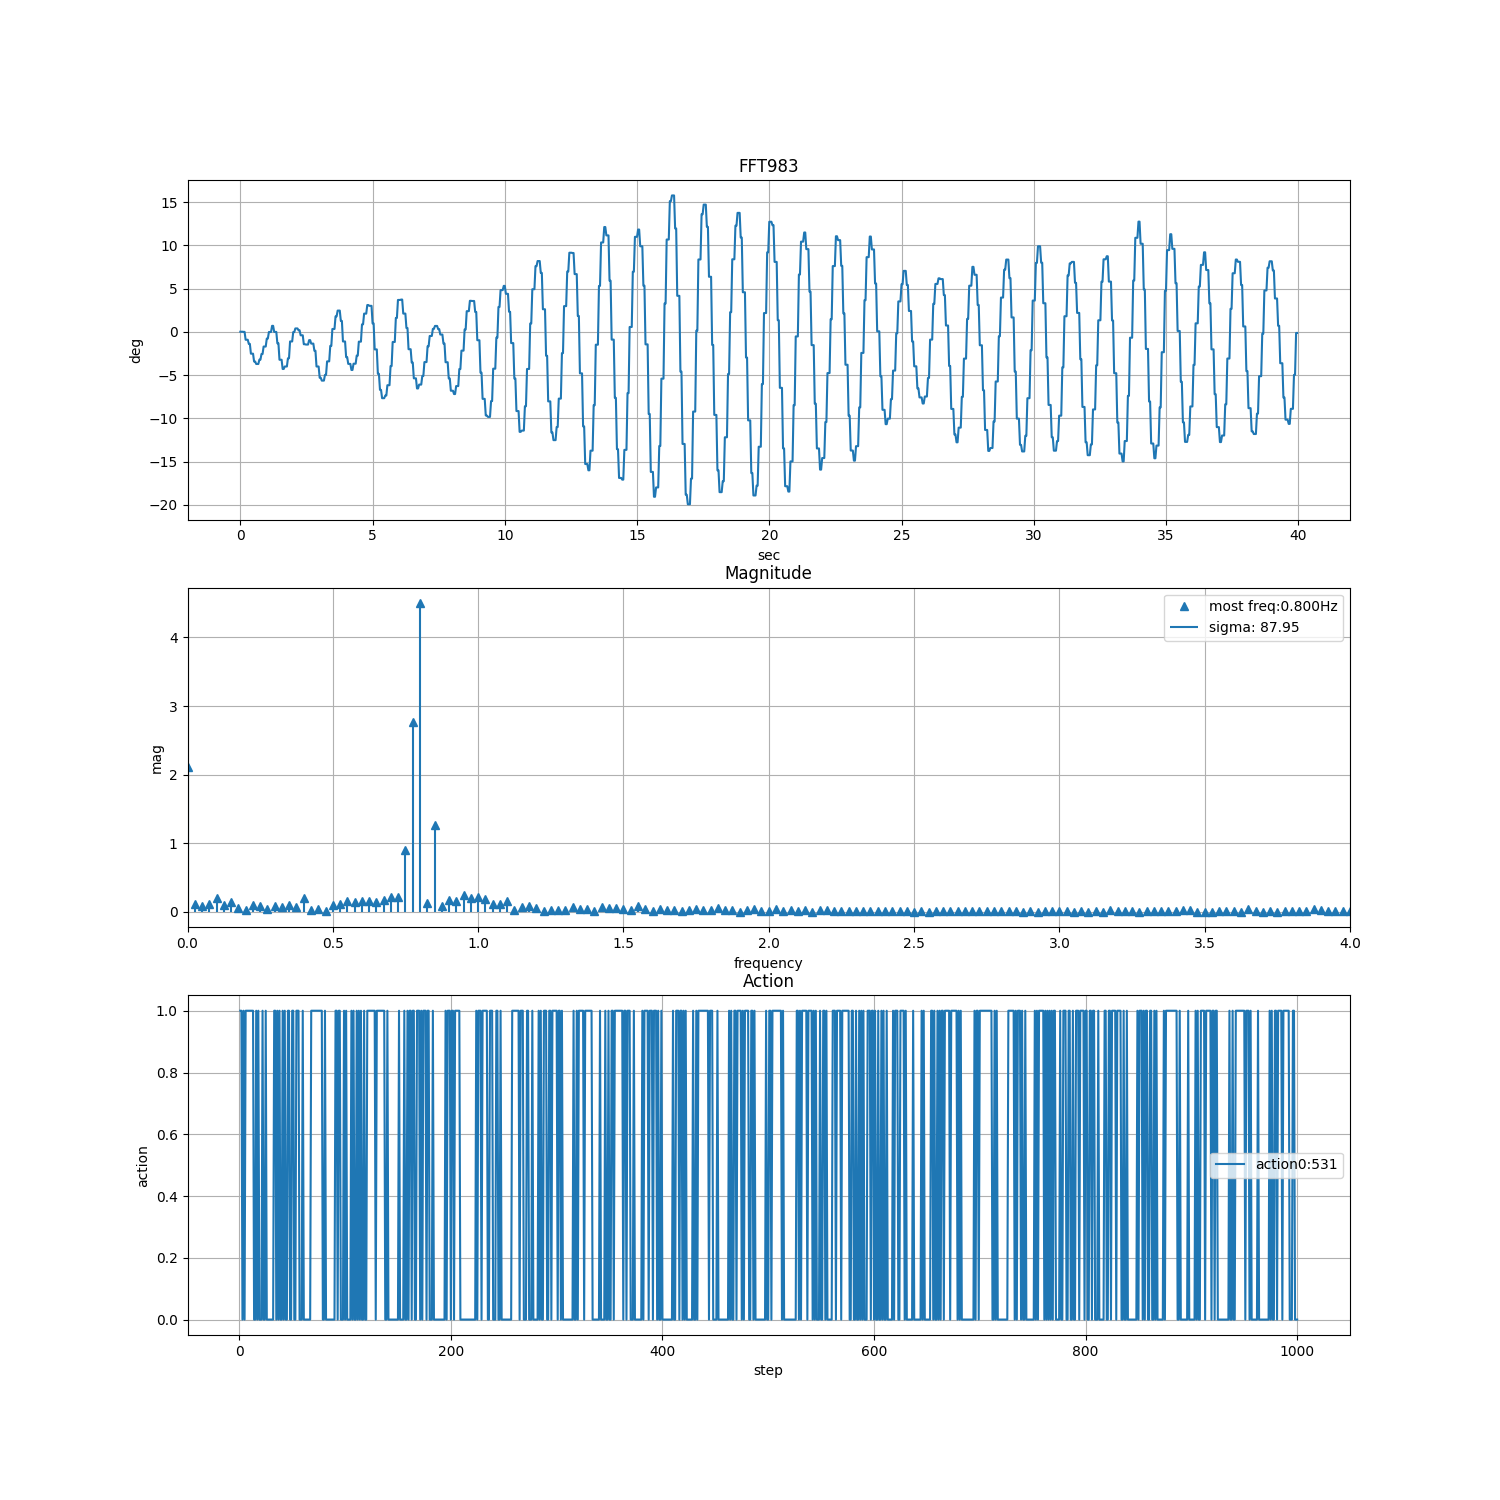 FFT983
15
10
5
0
−5
−10
−15
−20
deg
0 5 10 15 20 25 30 35 40
sec
Magnitude
most freq:0.800Hz
sigma: 87.95
4
3
2
1
0
mag
0.0 0.5 1.0 1.5 2.0 2.5 3.0 3.5 4.0
frequency
Action
1.0
0.8
0.6
0.4
0.2
0.0
action
action0:531
0 200 400 600 800 1000
step